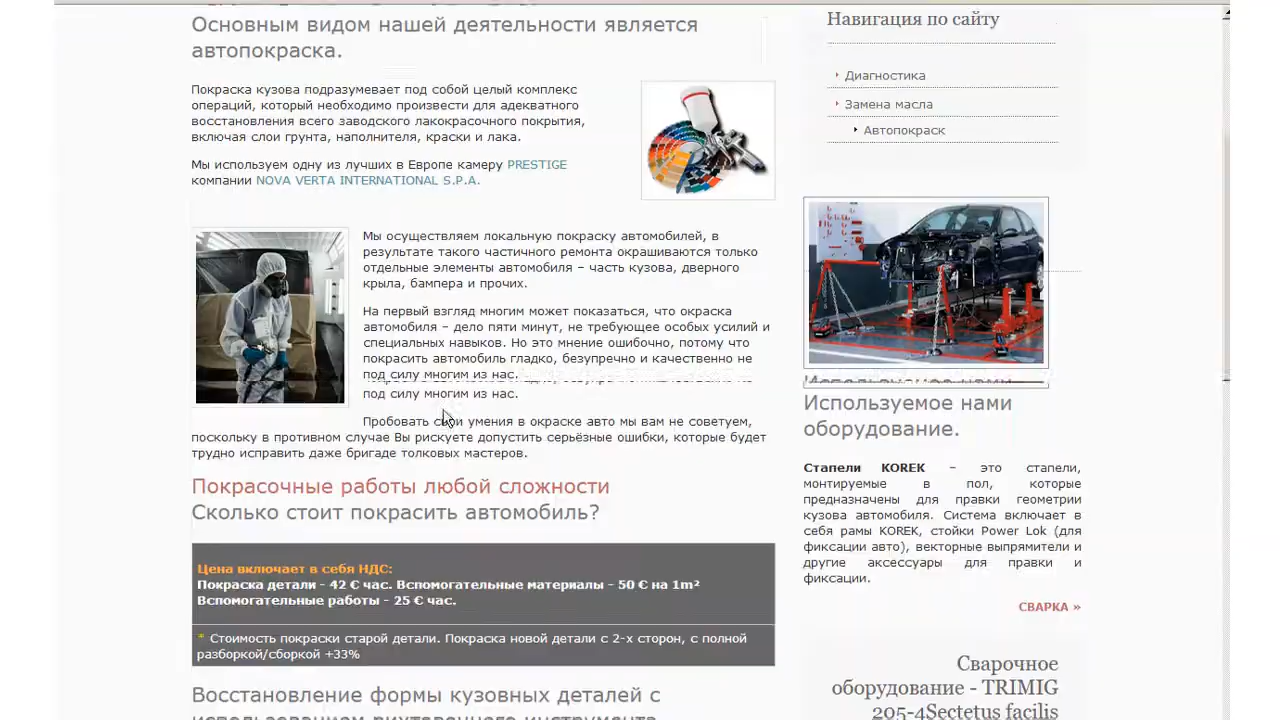 Основным видом нашей деятельности является
автопокраска.
Покраска кузова подразумевает под собой целый комплекс
операций, который необходимо произвести для адекватного
восстановления всего заводского лакокрасочного покрытия,
включая слои грунта, наполнителя, краски и лака.
Мы используем одну из лучших в Европе камеру PRESTIGE
компании NOVA VERTA INTERNATIONAL S.P.A.
Мы осуществляем локальную покраску автомобилей, в
результате такого частичного ремонта окрашиваются только
отдельные элементы автомобиля – часть кузова, дверного
крыла, бампера и прочих.
На первый взгляд многим может показаться, что окраска
автомобиля – дело пяти минут, не требующее особых усилий и
специальных навыков. Но это мнение ошибочно, потому что
покрасить автомобиль гладко, безупречно и качественно не
под силу многим из нас.
под силу многим из нас.
Пробовать свои умения в окраске авто мы вам не советуем,
поскольку в противном случае Вы рискуете допустить серьёзные ошибки, которые будет
трудно исправить даже бригаде толковых мастеров.
Покрасочные работы любой сложности
Сколько стоит покрасить автомобиль?
Цена включает в себя НДС:
Покраска детали - 42 € час. Вспомогательные материалы - 50 € на 1m²
Вспомогательные работы - 25 € час.
* Стоимость покраски старой детали. Покраска новой детали с 2-х сторон, с полной
разборкой/сборкой +33%
Восстановление формы кузовных деталей с
использованием рихтовочного инструмента
Навигация по сайту
Диагностика
Замена масла
Автопокраск
Используемое нами
оборудование.
Стапели KOREK – это стапели,
монтируемые в пол, которые
предназначены для правки геометрии
кузова автомобиля. Система включает в
себя рамы KOREK, стойки Power Lok (для
фиксации авто), векторные выпрямители и
другие аксессуары для правки и
фиксации.
СВАРКА »
Сварочное
оборудование - TRIMIG
205-4Sectetus facilis